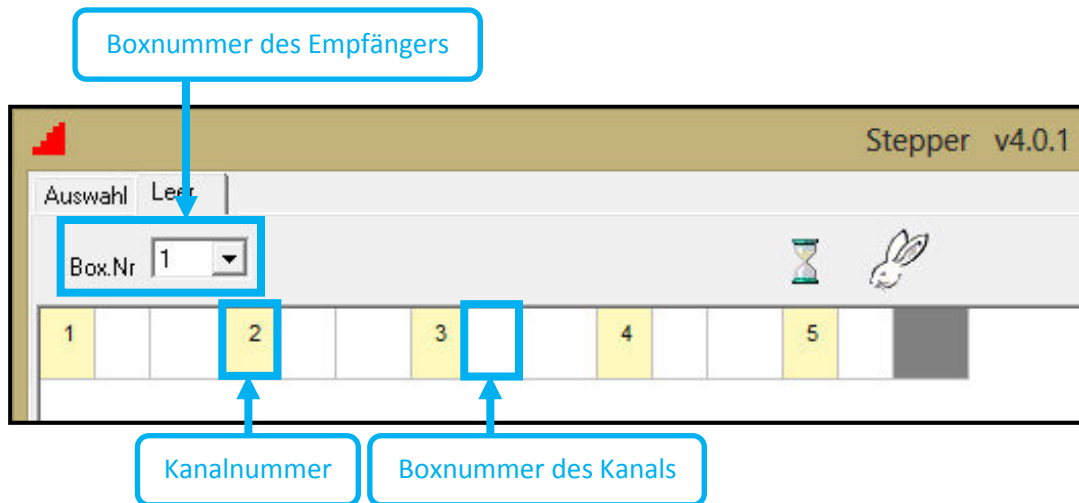 Boxnummer des Empfängers
Stepper v4.0.1
Auswahl Leer
Box.Nr 1
1 2 3 4 5
Kanalnummer Boxnummer des Kanals